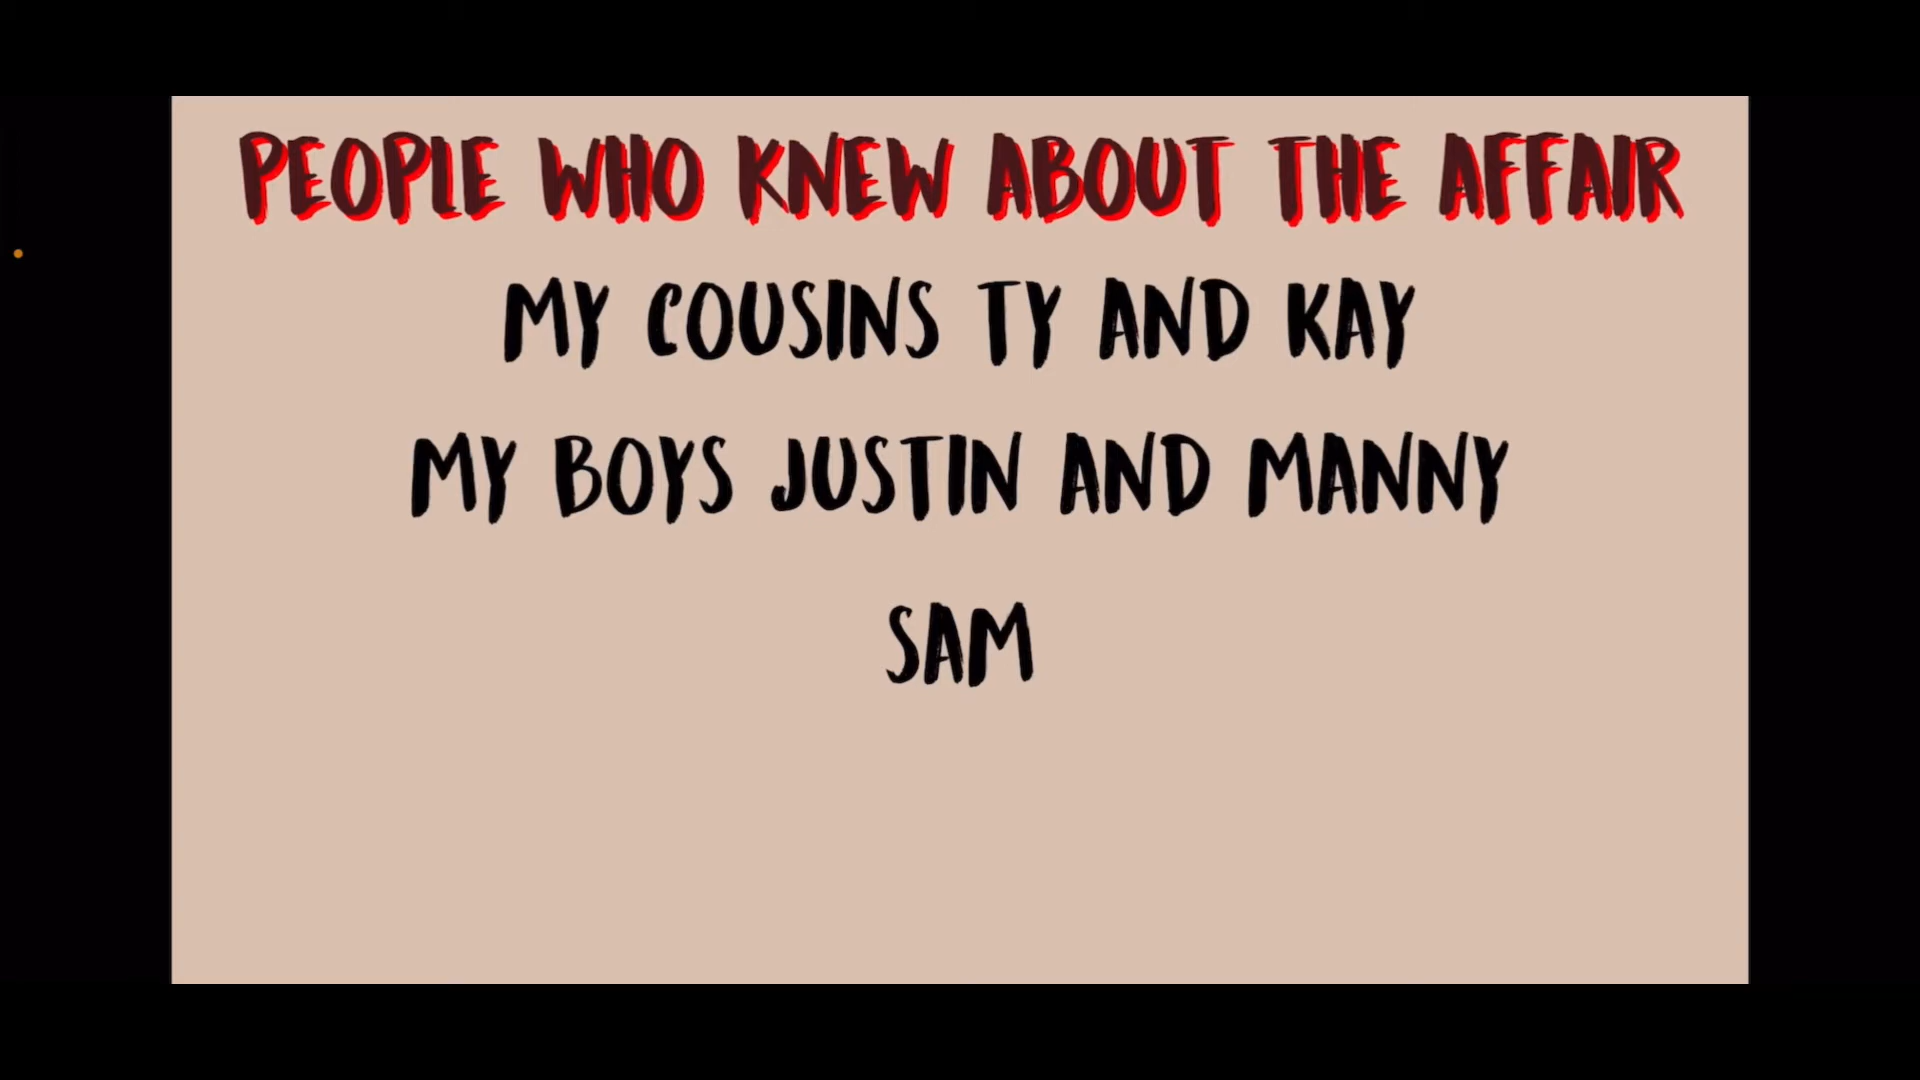 PEOPLE WHO KNEW ABOUT THE AFFAIR
MY COUSINS TY AND KAY
MY BOYS JUSTIN AND MANNY
SAM